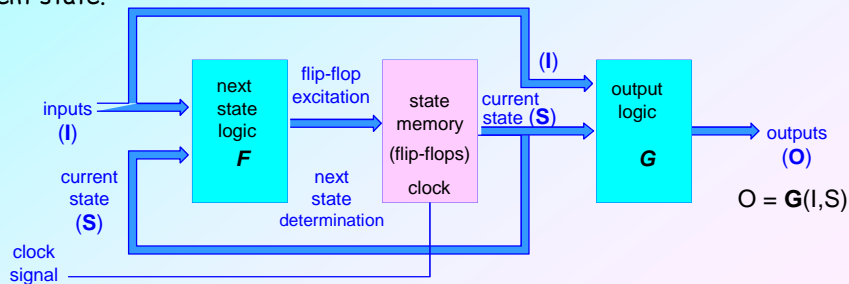 ent state.
(I)
inputs
(I)
next
state
logic
F
flip-flop
excitation
state
memory
(flip-flops)
clock
current
state (S)
output
logic
G
outputs
(O)
O = G(I,S)
current
state
(S)
next
state
determination
clock
signal